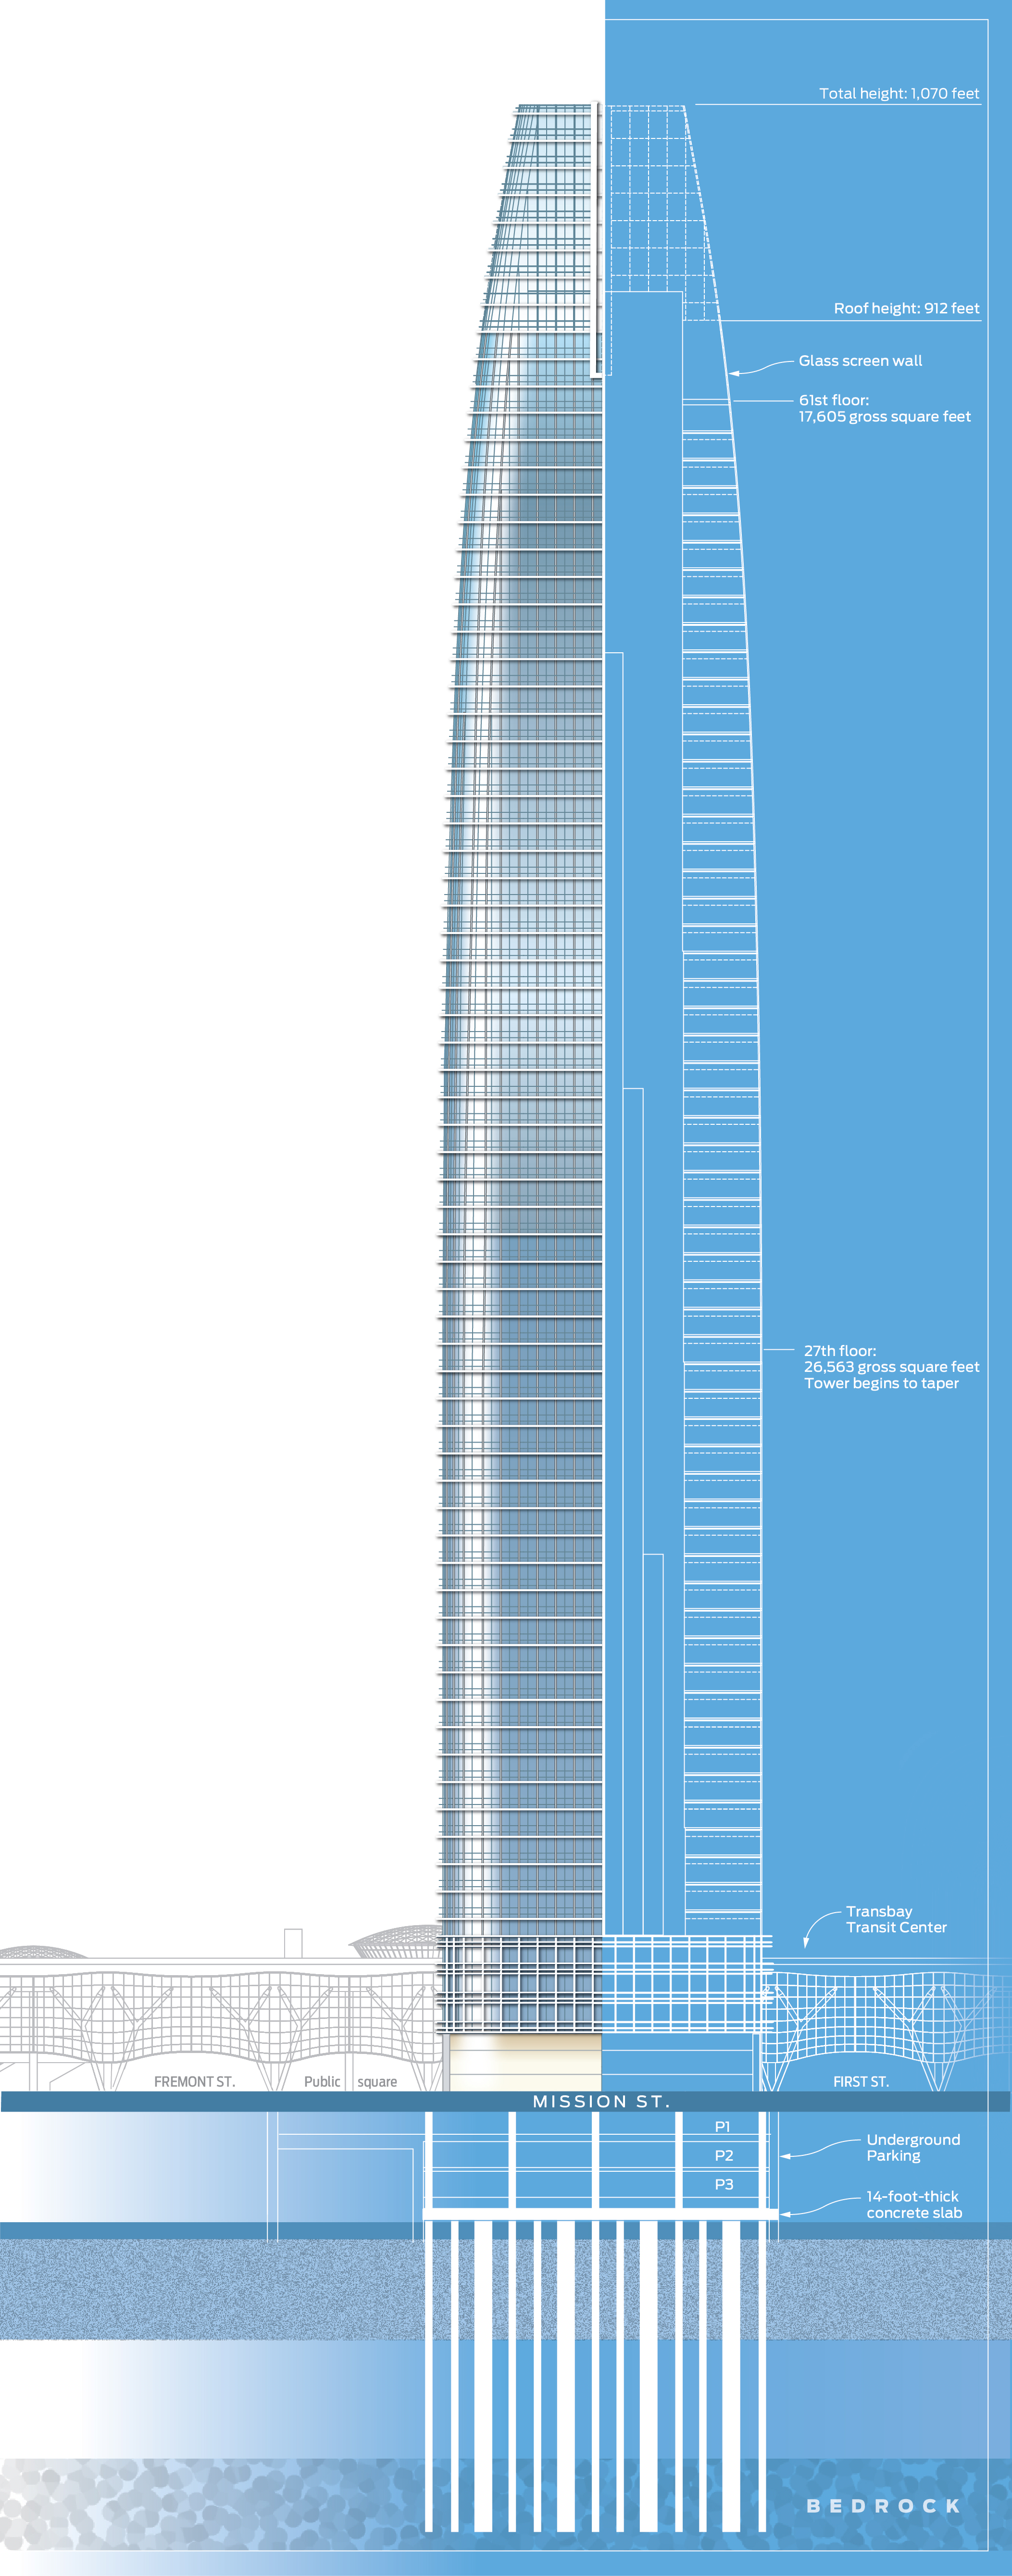 Total height: 1,070 feet
Roof height: 912 feet
Glass screen wall
61st floor:
17,605 gross square feet
27th floor:
26,563 gross square feet
Tower begins to taper
Transbay
Transit Center
FREMONT ST.
Public square
FIRST ST.
MISSION ST.
P1
P2
P3
Underground
Parking
14-foot-thick
concrete slab
BEDROCK